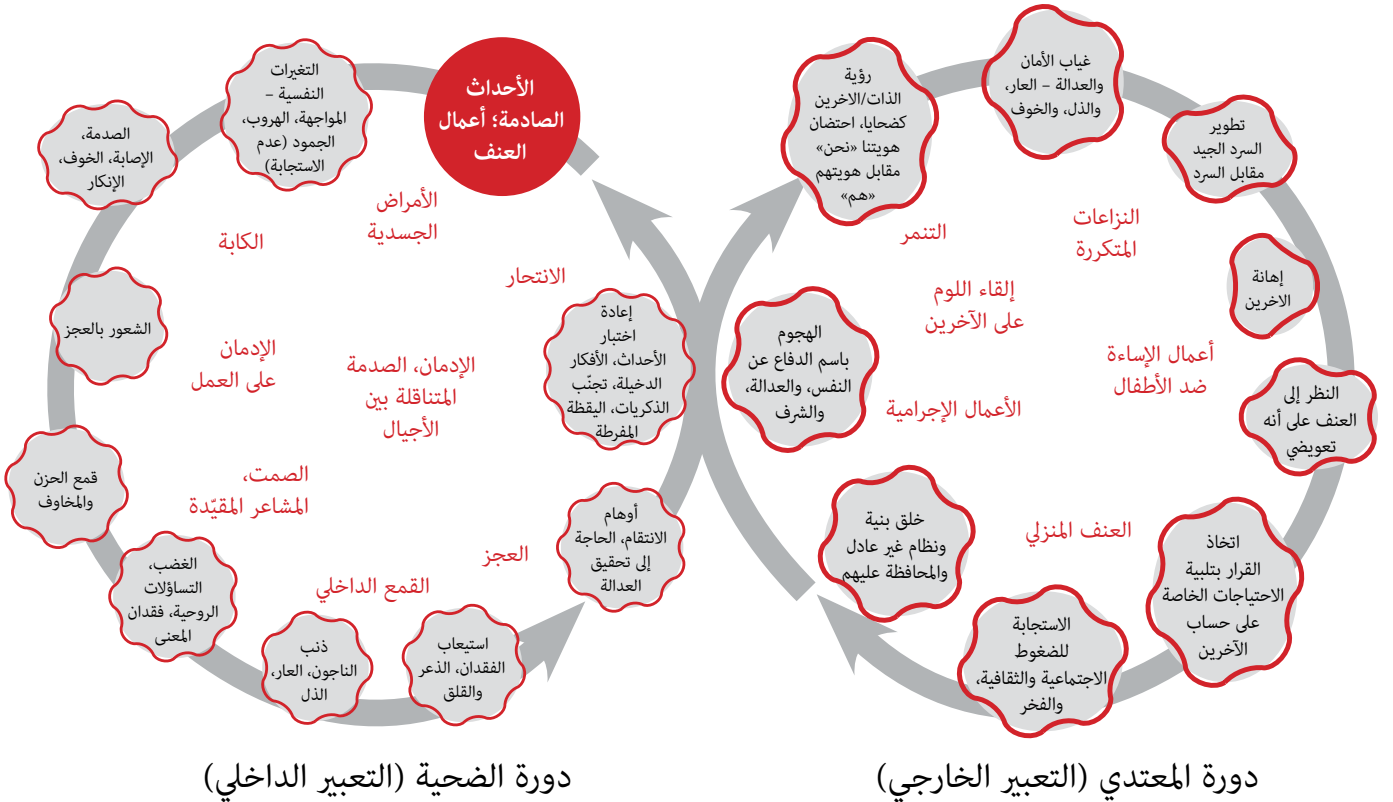 الأحداث
الصادمة؛ أعمال
العنف
التغيرات
النفسية –
المواجهة، الهروب،
الجمود (عدم
الاستجابة)
الصدمة،
الإصابة، الخوف،
الإنكار
الشعور بالعجز
قمع الحزن
والمخاوف
الغضب،
التساؤلات
الروحية، فقدان
المعنى
ذنب
الناجون، العار،
الذل
استيعاب
الفقدان، الذعر
والقلق
أوهام
الانتقام، الحاجة
إلى تحقيق
العدالة
إعادة
اختبار
الأحداث، الأفكار
الدخيلة، تجنّب
الذكريات، اليقظة
المفرطة
الأمراض
الجسدية
الكابة
الانتحار
الإدمان
على العمل
الإدمان، الصدمة
المتناقلة بين
الأجيال
الصمت،
المشاعر المقيّدة
العجز
القمع الداخلي
دورة الضحية (التعبير الداخلي)
رؤية
الذات/الاخرين
كضحايا، احتضان
هويتنا «نحن»
مقابل هويتهم
«هم»
غياب الأمان
والعدالة – العار،
والذل، والخوف
تطوير
السرد الجيد
مقابل السرد
إهانة
الاخرين
النظر إلى
العنف على أنه
تعويضي
اتخاذ
القرار بتلبية
الاحتياجات الخاصة
على حساب
الآخرين
الاستجابة
للضغوط
الاجتماعية والثقافية،
والفخر
خلق بنية
ونظام غير عادل
والمحافظة عليهم
الهجوم
باسم الدفاع عن
النفس، والعدالة،
والشرف
النزاعات
المتكررة
التنمر
إلقاء اللوم
على الآخرين
أعمال الإساءة
ضد الأطفال
الأعمال الإجرامية
العنف المنزلي
دورة المعتدي (التعبير الخارجي)